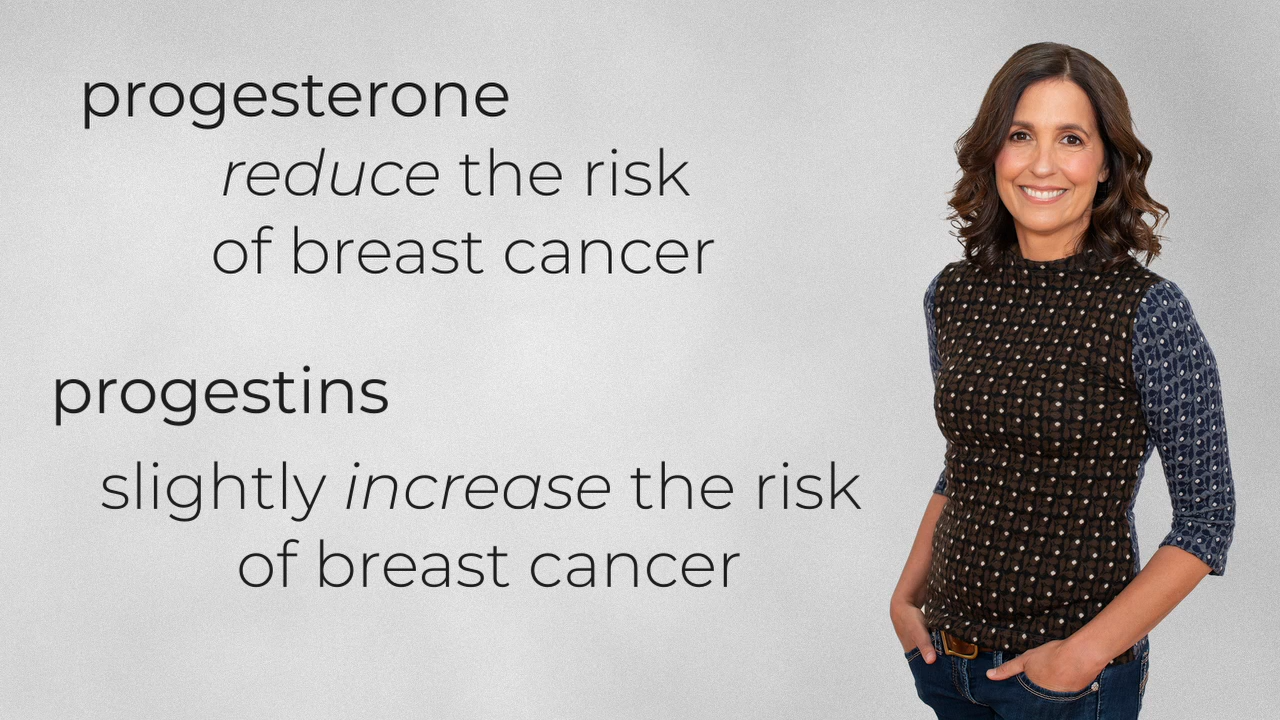 progesterone
reduce the risk
of breast cancer
progestins
slightly increase the risk
of breast cancer